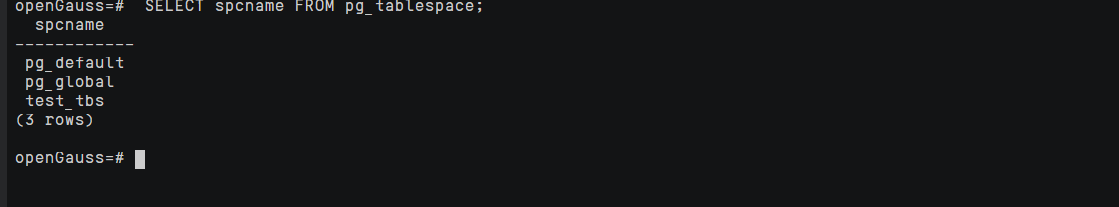 openGauss=#  SELECT spcname FROM pg_tablespace;
  spcname
------------
 pg_default
 pg_global
 test_tbs
(3 rows)
openGauss=#